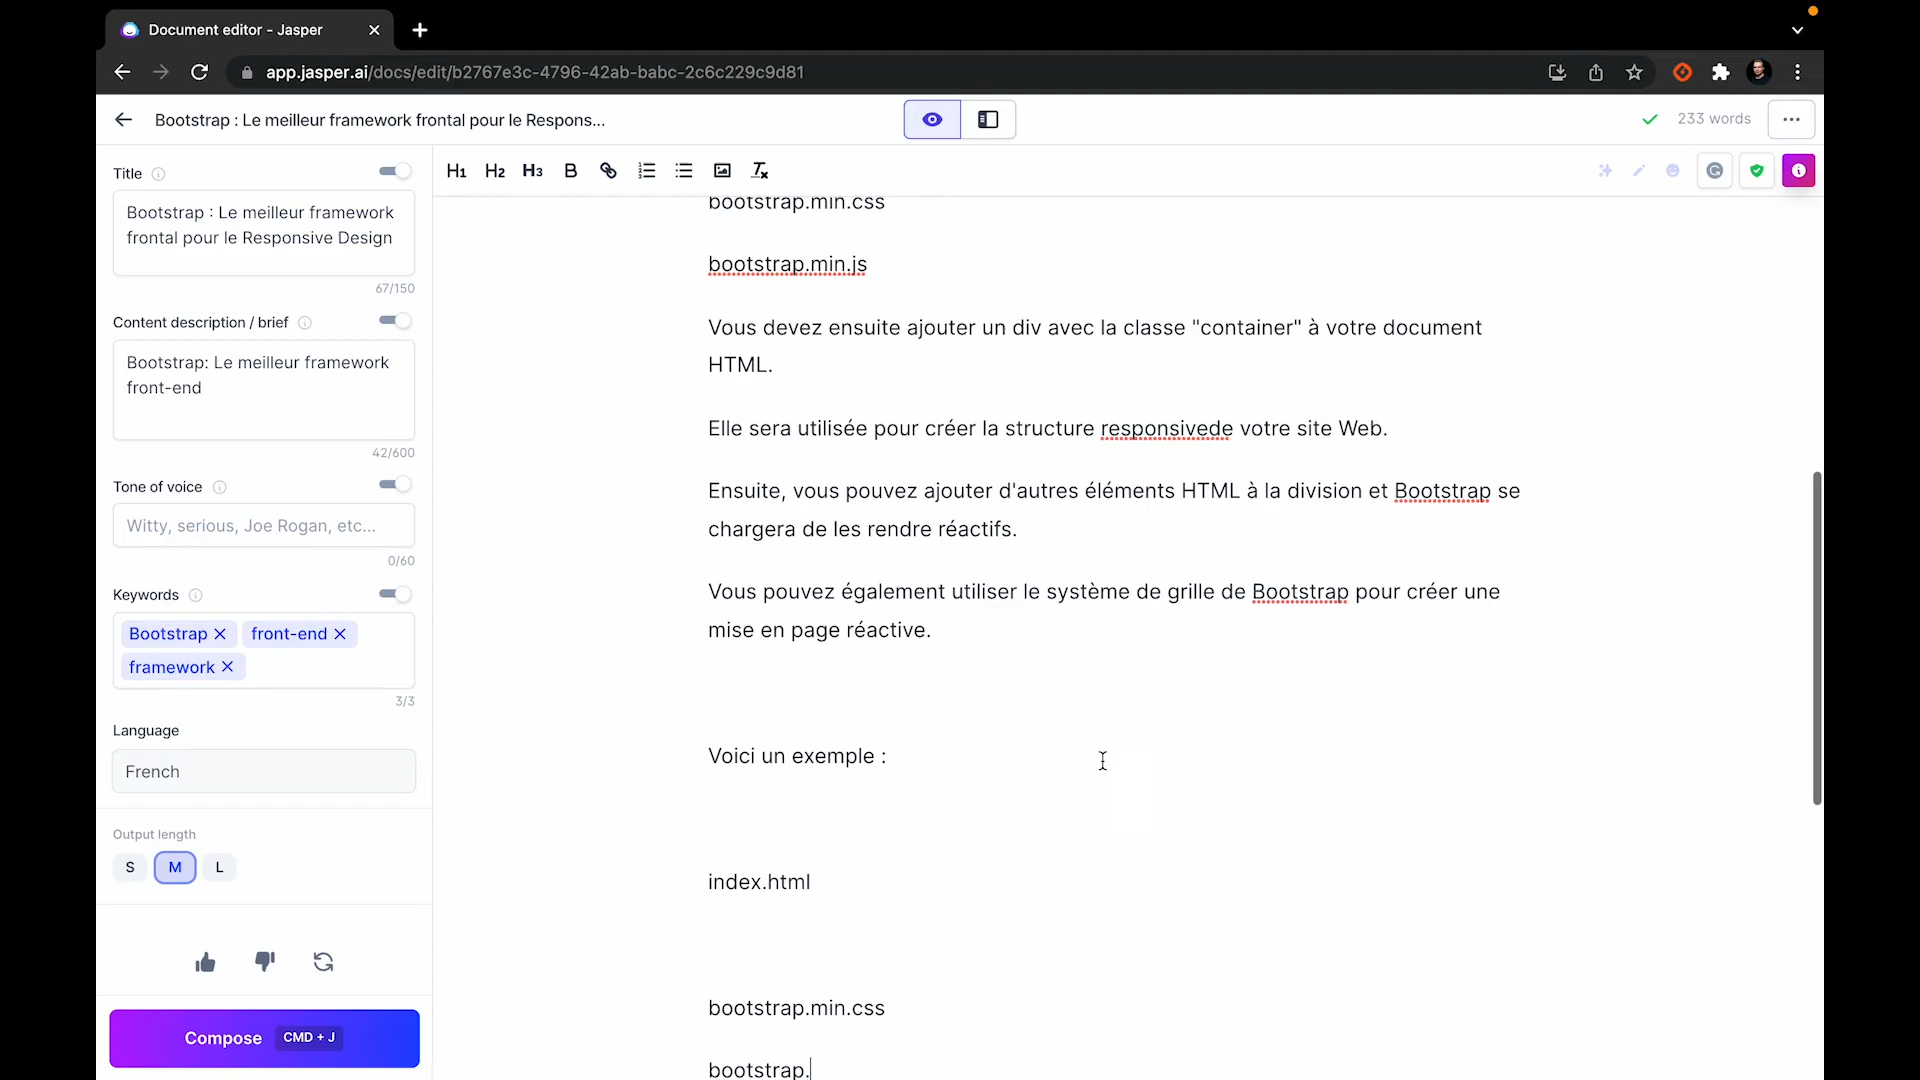 Document editor - Jasper
app.jasper.ai/docs/edit/b2767e3c-4796-42ab-babc-2c6c229c9d81
Bootstrap : Le meilleur framework frontal pour le Respons...
233 words
Title
Bootstrap : Le meilleur framework
frontal pour le Responsive Design
67/150
Content description / brief
Bootstrap: Le meilleur framework
front-end
42/600
Tone of voice
Witty, serious, Joe Rogan, etc...
0/60
Keywords
Bootstrap
front-end
framework
3/3
Language
French
Output length
S M L
Compose CMD + J
H1 H2 H3 B
bootstrap.min.css
bootstrap.min.js
Vous devez ensuite ajouter un div avec la classe "container" à votre document
HTML.
Elle sera utilisée pour créer la structure responsivede votre site Web.
Ensuite, vous pouvez ajouter d'autres éléments HTML à la division et Bootstrap se
chargera de les rendre réactifs.
Vous pouvez également utiliser le système de grille de Bootstrap pour créer une
mise en page réactive.
Voici un exemple :
index.html
bootstrap.min.css
bootstrap.